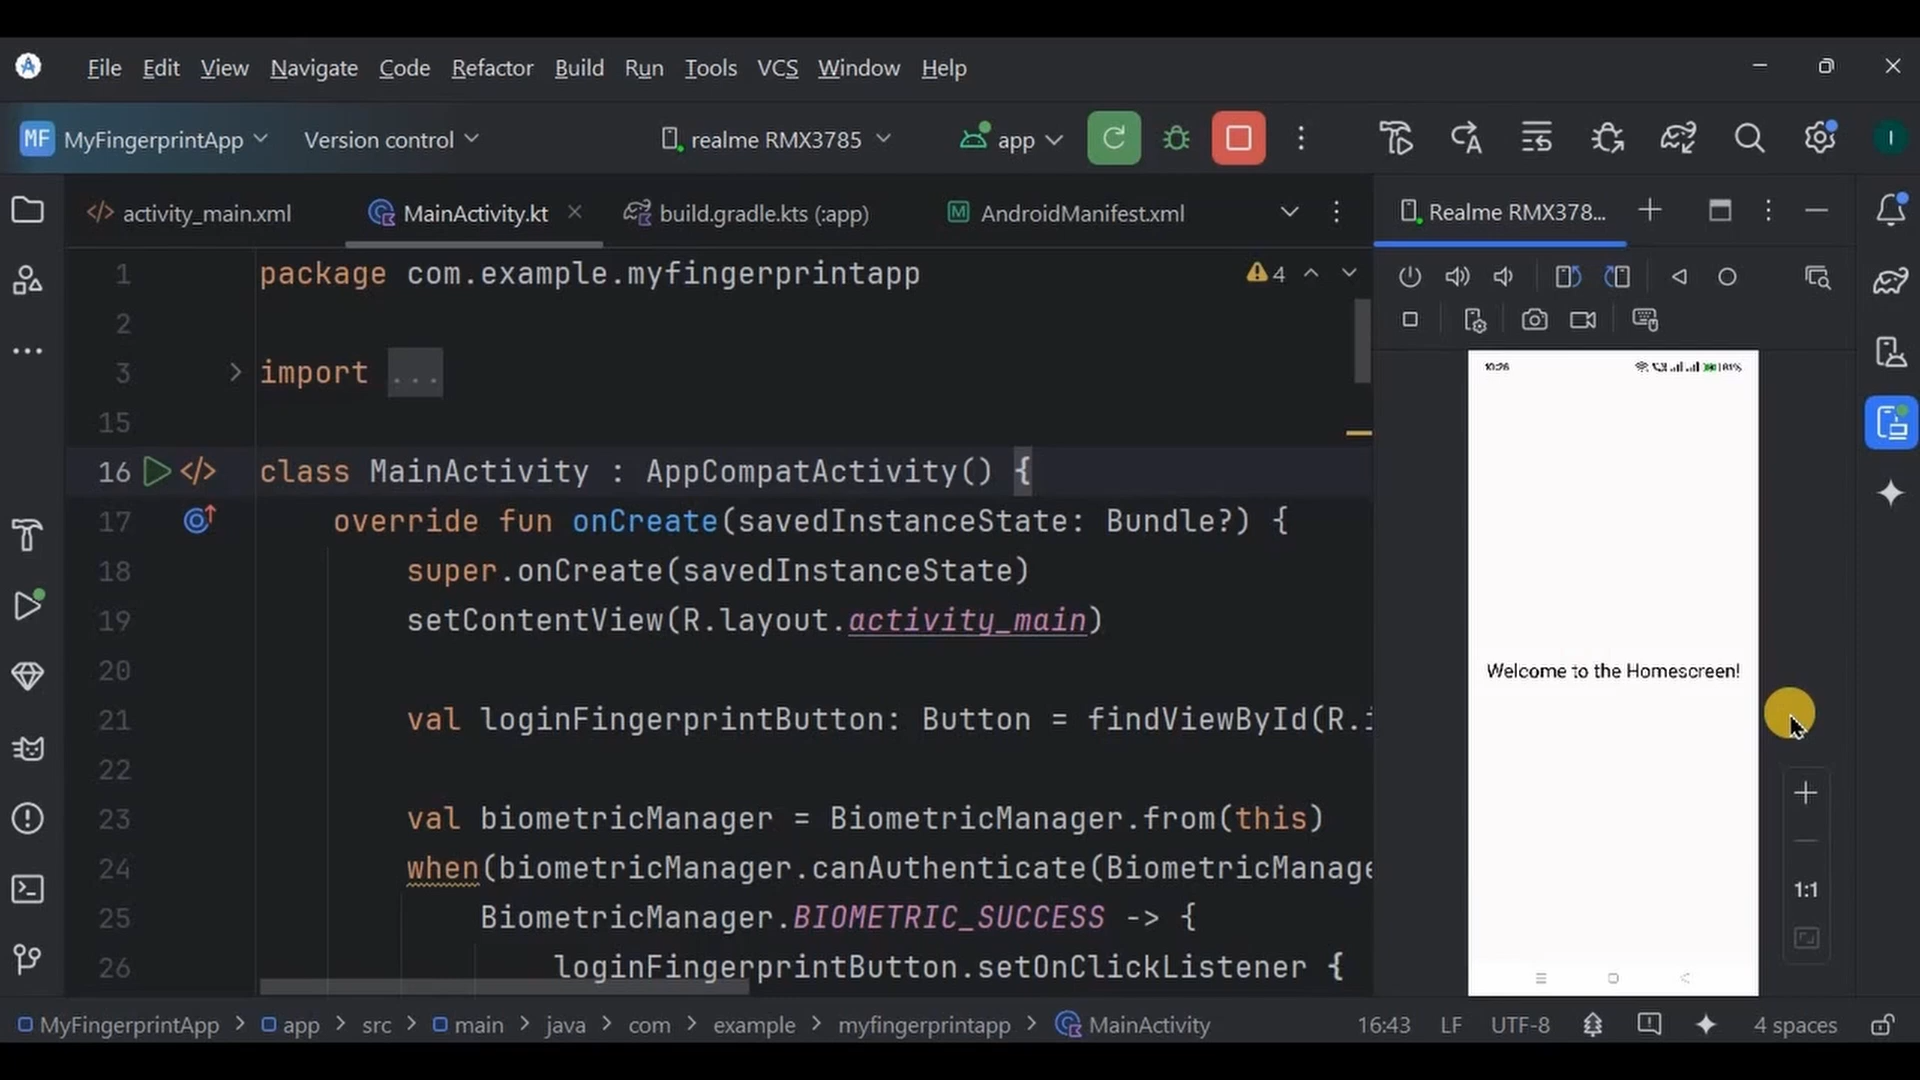 File Edit View Navigate Code Refactor Build Run Tools VCS Window Help
MF MyFingerprintApp Version control realme RMX3785 app I
activity_main.xml MainActivity.kt build.gradle.kts (:app) AndroidManifest.xml Realme RMX378...
1 package com.example.myfingerprintapp 4
2
3 import ...
15
16 class MainActivity : AppCompatActivity() {
17 override fun onCreate(savedInstanceState: Bundle?) {
18 super.onCreate(savedInstanceState)
19 setContentView(R.layout.activity_main)
20
21 val loginFingerprintButton: Button = findViewById(R.i
22
23 val biometricManager = BiometricManager.from(this)
24 when(biometricManager.canAuthenticate(BiometricManage
25 BiometricManager.BIOMETRIC_SUCCESS -> {
26 loginFingerprintButton.setOnClickListener {
10:26 81%
Welcome to the Homescreen!
1:1
MyFingerprintApp > app > src > main > java > com > example > myfingerprintapp > MainActivity 16:43 LF UTF-8 4 spaces